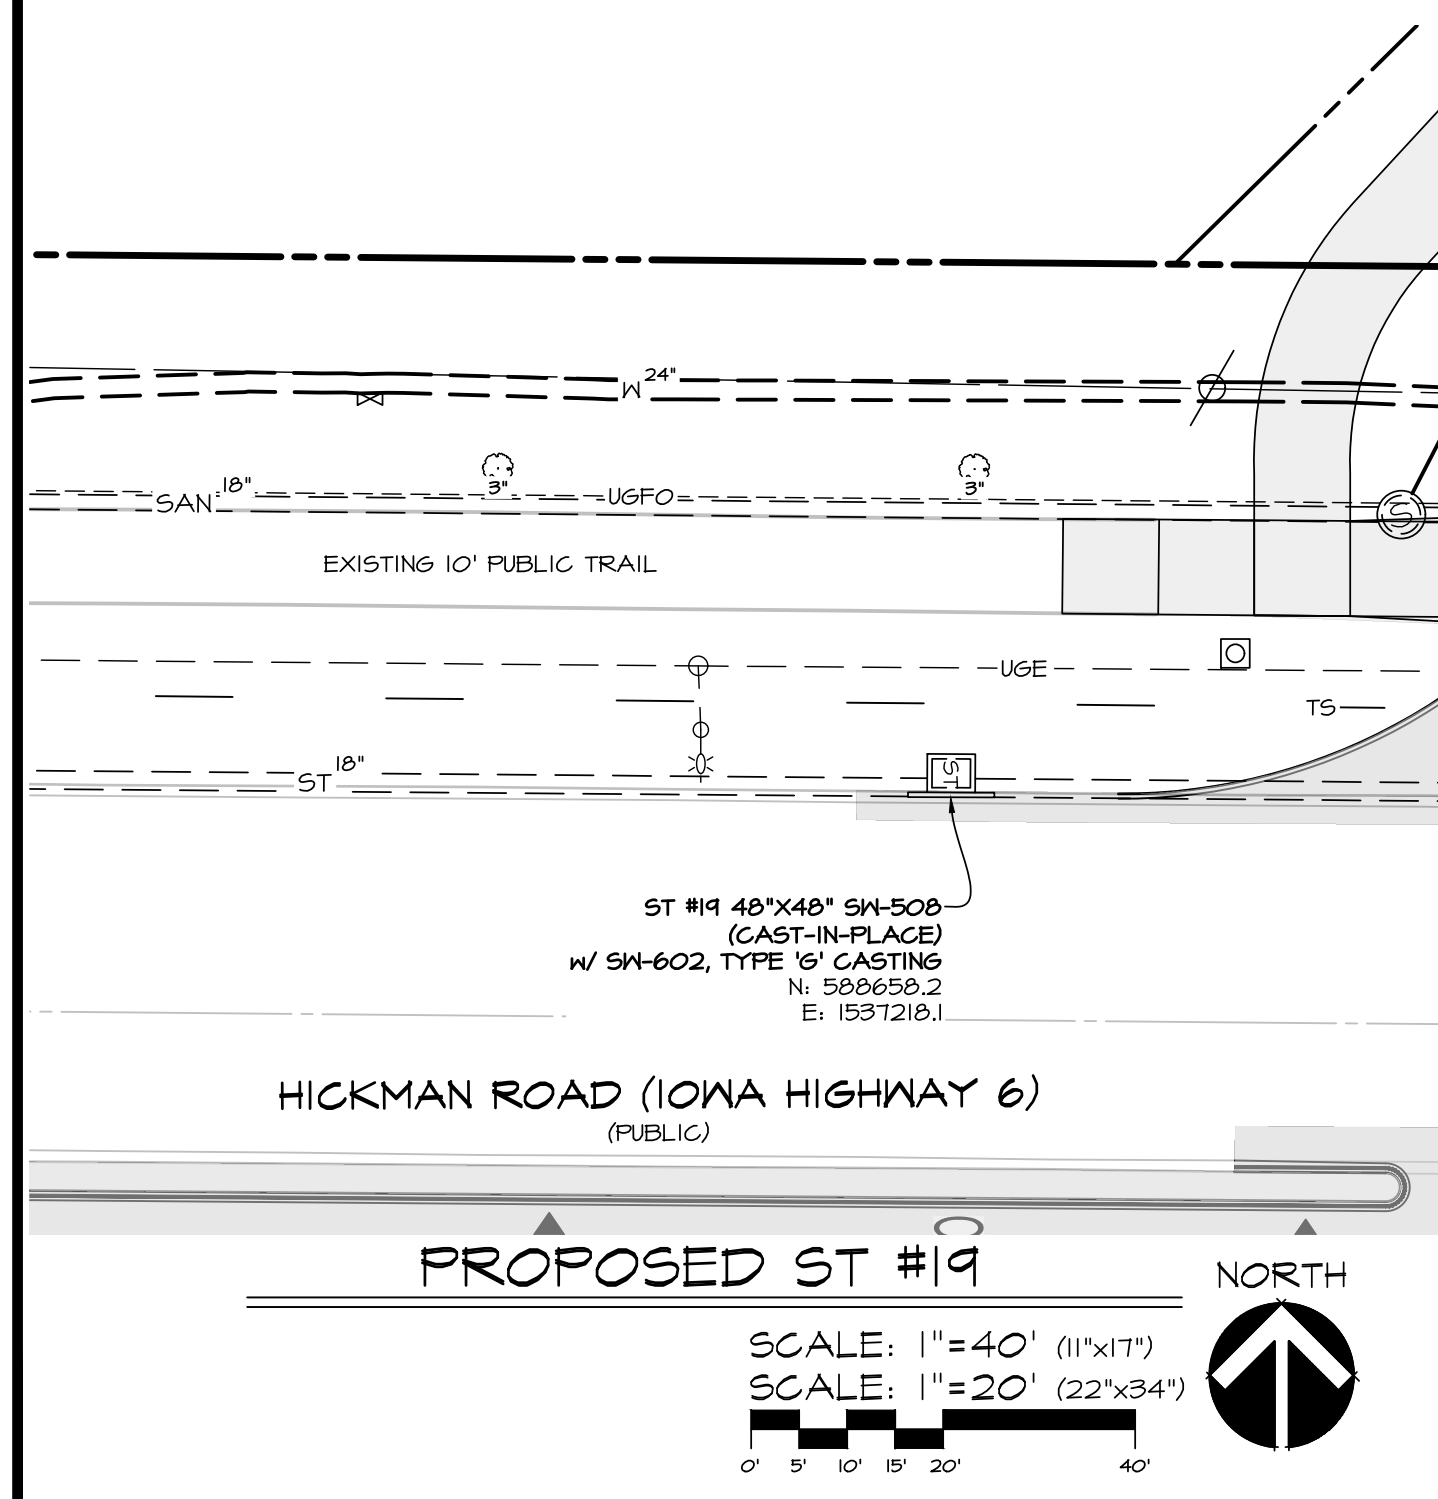 W 24"
3"
3"
SAN 18"
UGFO
EXISTING 10' PUBLIC TRAIL
UGE
TS
ST 18"
ST
ST #19 48"X48" SW-508
(CAST-IN-PLACE)
W/ SW-602, TYPE 'G' CASTING
N: 588658.2
E: 1537218.1
HICKMAN ROAD (IOWA HIGHWAY 6)
(PUBLIC)
PROPOSED ST #19
NORTH
SCALE: 1"=40' (11"x17")
SCALE: 1"=20' (22"x34")
0' 5' 10' 15' 20' 40'
S